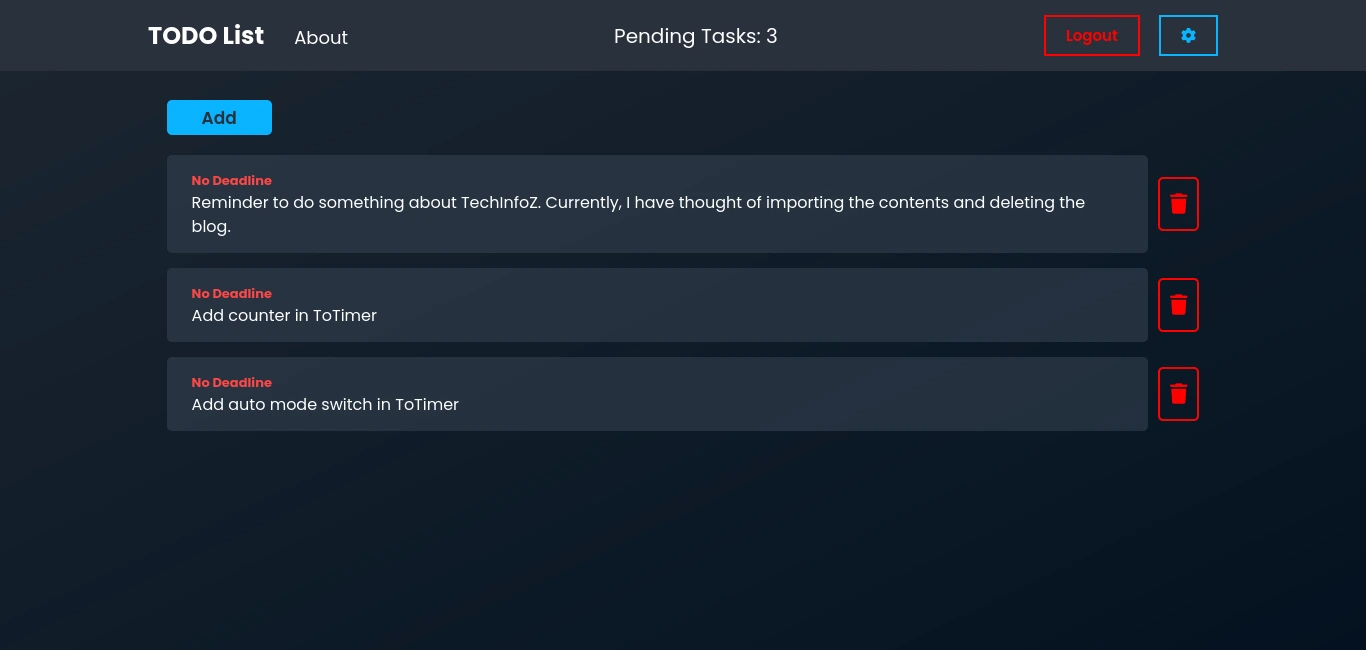 TODO List
About
Pending Tasks: 3
Logout
Add
No Deadline
Reminder to do something about TechInfoZ. Currently, I have thought of importing the contents and deleting the
blog.
No Deadline
Add counter in ToTimer
No Deadline
Add auto mode switch in ToTimer